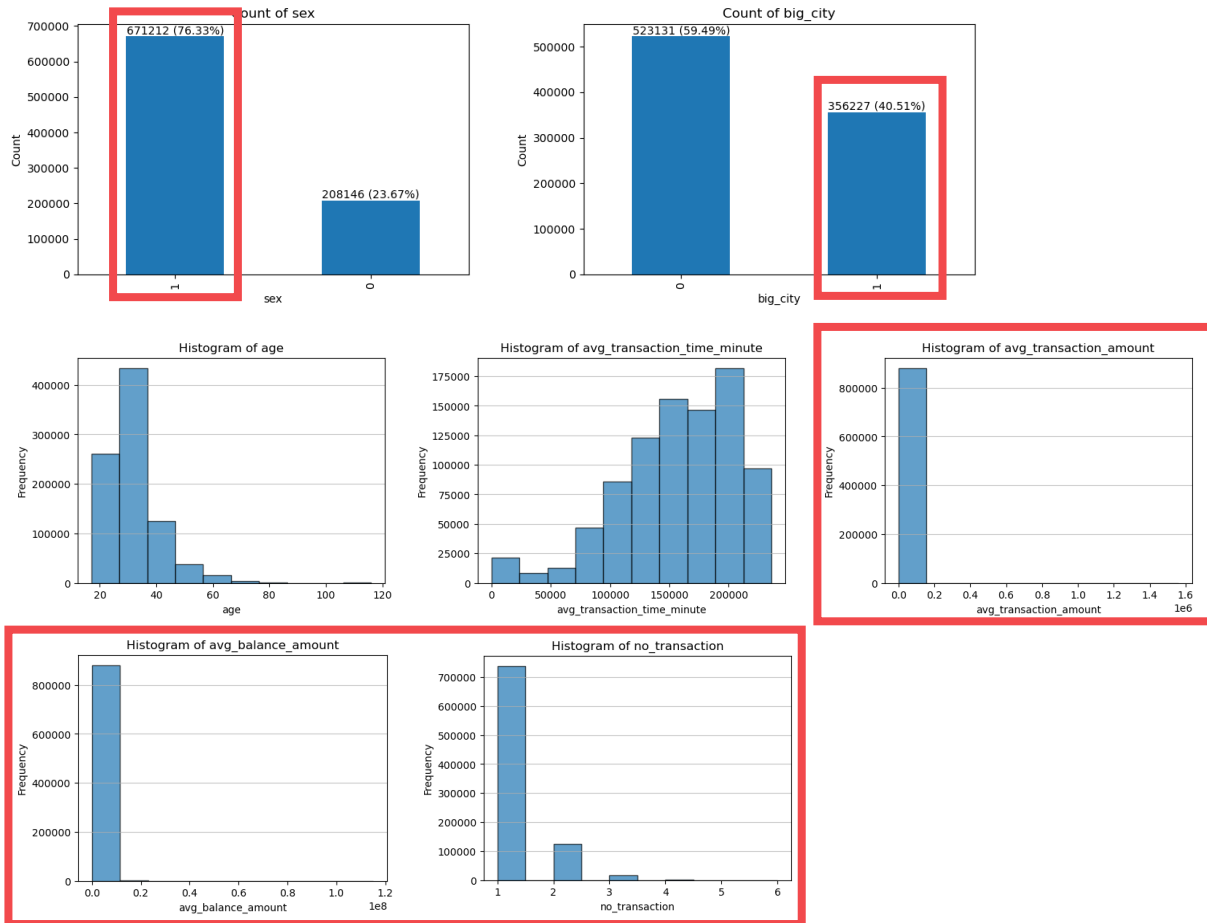 Count of sex
700000
600000
500000
400000
300000
200000
100000
0
Count
671212 (76.33%)
208146 (23.67%)
1
0
sex
Count of big_city
500000
400000
300000
200000
100000
0
Count
523131 (59.49%)
356227 (40.51%)
0
1
big_city
Histogram of age
400000
300000
200000
100000
0
Frequency
20 40 60 80 100 120
age
Histogram of avg_transaction_time_minute
175000
150000
125000
100000
75000
50000
25000
0
Frequency
0 50000 100000 150000 200000
avg_transaction_time_minute
Histogram of avg_transaction_amount
800000
600000
400000
200000
0
Frequency
0.0 0.2 0.4 0.6 0.8 1.0 1.2 1.4 1.6
1e6
avg_transaction_amount
Histogram of avg_balance_amount
800000
600000
400000
200000
0
Frequency
0.0 0.2 0.4 0.6 0.8 1.0 1.2
1e8
avg_balance_amount
Histogram of no_transaction
700000
600000
500000
400000
300000
200000
100000
0
Frequency
1 2 3 4 5 6
no_transaction